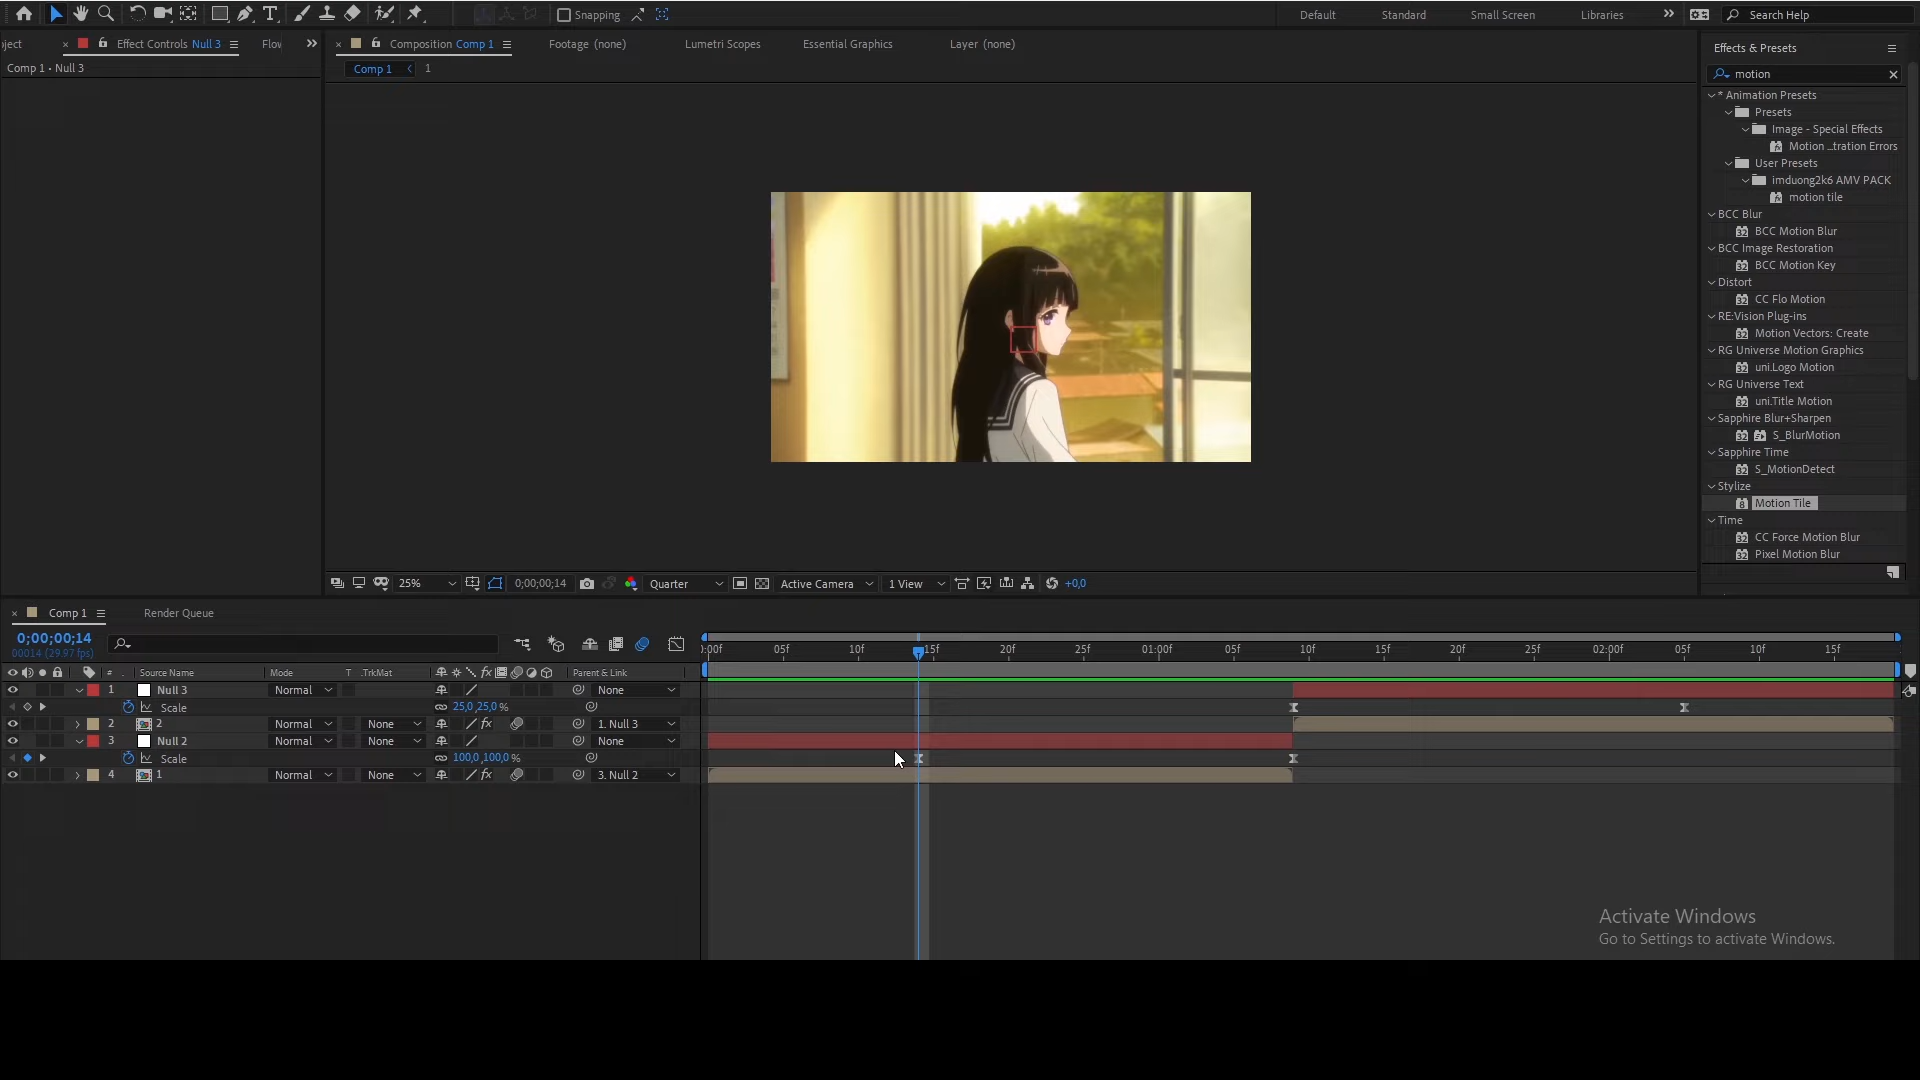 Snapping
Default
Standard
Small Screen
Libraries
Search Help
ject
Effect Controls Null 3
Flov
Composition Comp 1
Footage (none)
Lumetri Scopes
Essential Graphics
Layer (none)
Effects & Presets
Comp 1 • Null 3
Comp 1
1
motion
* Animation Presets
Presets
Image - Special Effects
Motion ...tration Errors
User Presets
imduong2k6 AMV PACK
motion tile
BCC Blur
BCC Motion Blur
BCC Image Restoration
BCC Motion Key
Distort
CC Flo Motion
RE:Vision Plug-ins
Motion Vectors: Create
RG Universe Motion Graphics
uni.Logo Motion
RG Universe Text
uni.Title Motion
Sapphire Blur+Sharpen
S_BlurMotion
Sapphire Time
S_MotionDetect
Stylize
Motion Tile
Time
CC Force Motion Blur
Pixel Motion Blur
25%
0;00;00;14
Quarter
Active Camera
1 View
+0,0
Comp 1
Render Queue
0;00;00;14
00014 (29.97 fps)
:00f 05f 10f 15f 20f 25f 01:00f 05f 10f 15f 20f 25f 02:00f 05f 10f 15f
# Source Name Mode T .TrkMat Parent & Link
1 Null 3 Normal None
Scale 25,0,25,0 %
2 2 Normal None 1. Null 3
3 Null 2 Normal None None
Scale 100,0,100,0 %
4 1 Normal None 3. Null 2
Activate Windows
Go to Settings to activate Windows.